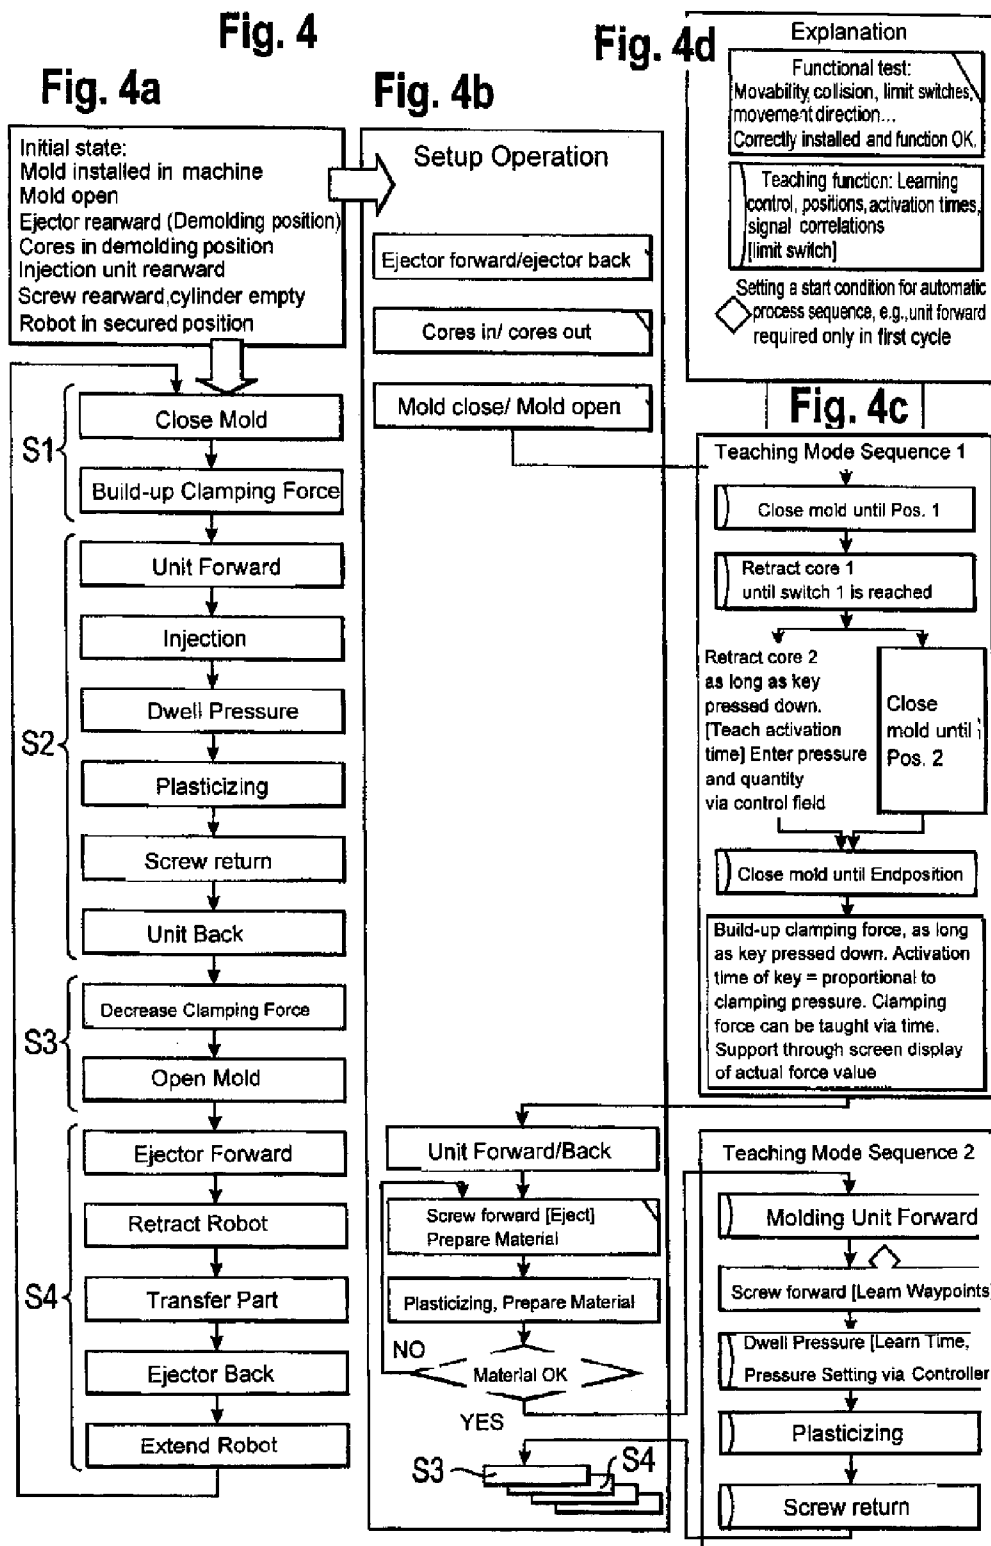 Fig. 4
Fig. 4a
Initial state:
Mold installed in machine
Mold open
Ejector rearward (Demolding position)
Cores in demolding position
Injection unit rearward
Screw rearward,cylinder empty
Robot in secured position
S1
Close Mold
Build-up Clamping Force
S2
Unit Forward
Injection
Dwell Pressure
Plasticizing
Screw return
Unit Back
S3
Decrease Clamping Force
Open Mold
S4
Ejector Forward
Retract Robot
Transfer Part
Ejector Back
Extend Robot
Fig. 4b
Setup Operation
Ejector forward/ejector back
Cores in/ cores out
Mold close/ Mold open
Unit Forward/Back
Screw forward [Eject]
Prepare Material
Plasticizing, Prepare Material
NO
Material OK
YES
S3
S4
Fig. 4d
Explanation
Functional test:
Movability, collision, limit switches,
movement direction...
Correctly installed and function OK.
Teaching function: Learning
control, positions, activation times,
signal correlations
[limit switch]
Setting a start condition for automatic
process sequence, e.g., unit forward
required only in first cycle
Fig. 4c
Teaching Mode Sequence 1
Close mold until Pos. 1
Retract core 1
until switch 1 is reached
Retract core 2
as long as key
pressed down.
[Teach activation
time] Enter pressure
and quantity
via control field
Close
mold until
Pos. 2
Close mold until Endposition
Build-up clamping force, as long
as key pressed down. Activation
time of key = proportional to
clamping pressure. Clamping
force can be taught via time.
Support through screen display
of actual force value
Teaching Mode Sequence 2
Molding Unit Forward
Screw forward [Learn Waypoints]
Dwell Pressure [Learn Time,
Pressure Setting via Controller
Plasticizing
Screw return